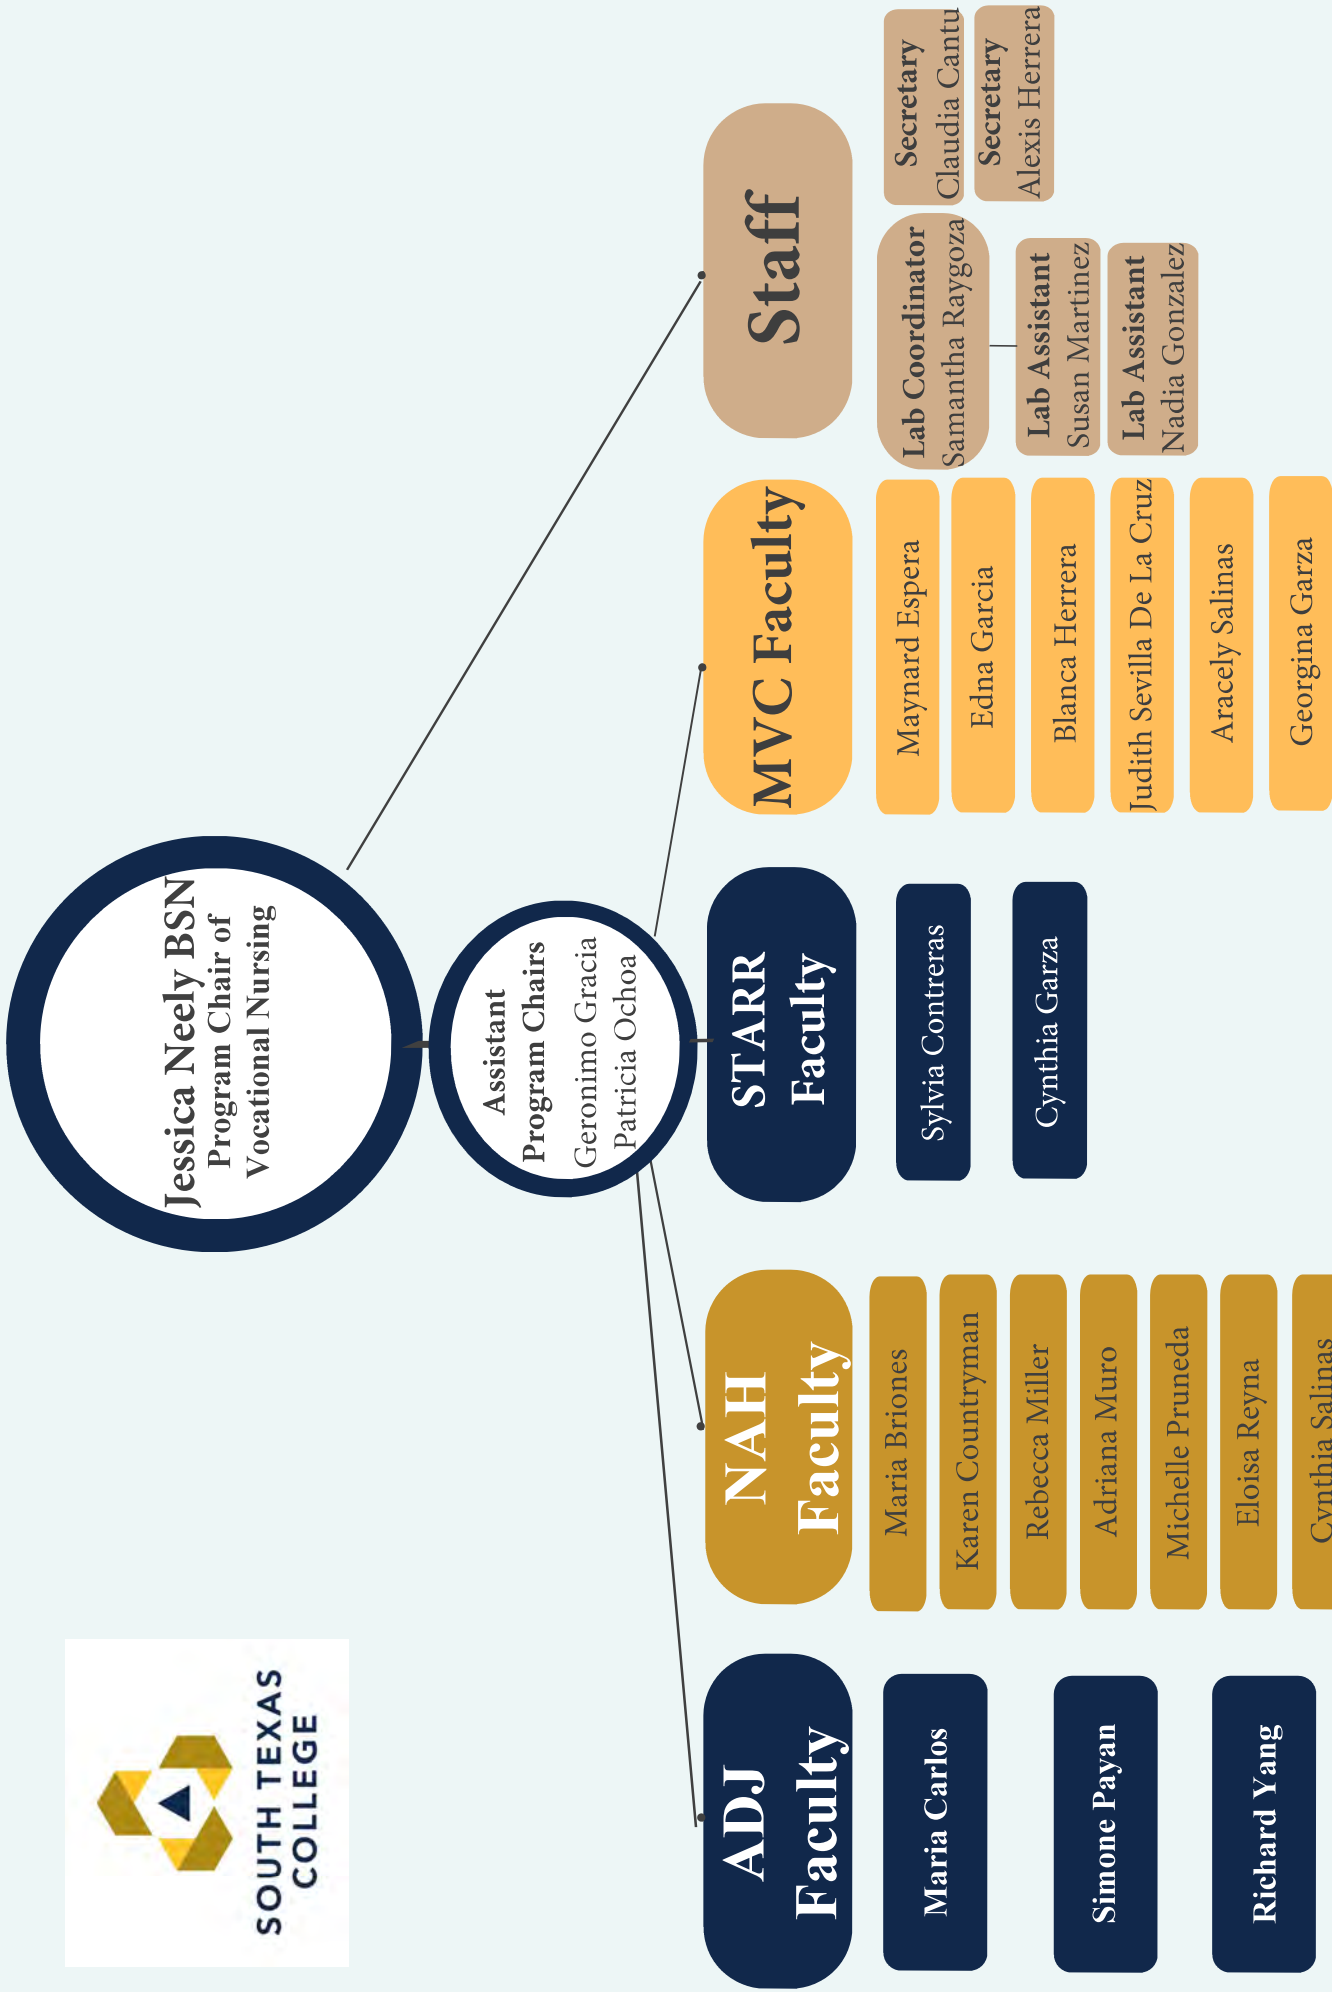 SOUTH TEXAS
COLLEGE
Jessica Neely BSN
Program Chair of
Vocational Nursing
Assistant
Program Chairs
Geronimo Gracia
Patricia Ochoa
ADJ
Faculty
Maria Carlos
Simone Payan
Richard Yang
NAH
Faculty
Maria Briones
Karen Countryman
Rebecca Miller
Adriana Muro
Michelle Pruneda
Eloisa Reyna
Cynthia Salinas
STARR
Faculty
Sylvia Contreras
Cynthia Garza
MVC Faculty
Maynard Espera
Edna Garcia
Blanca Herrera
Judith Sevilla De La Cruz
Aracely Salinas
Georgina Garza
Staff
Lab Coordinator
Samantha Raygoza
Lab Assistant
Susan Martinez
Lab Assistant
Nadia Gonzalez
Secretary
Claudia Cantu
Secretary
Alexis Herrera